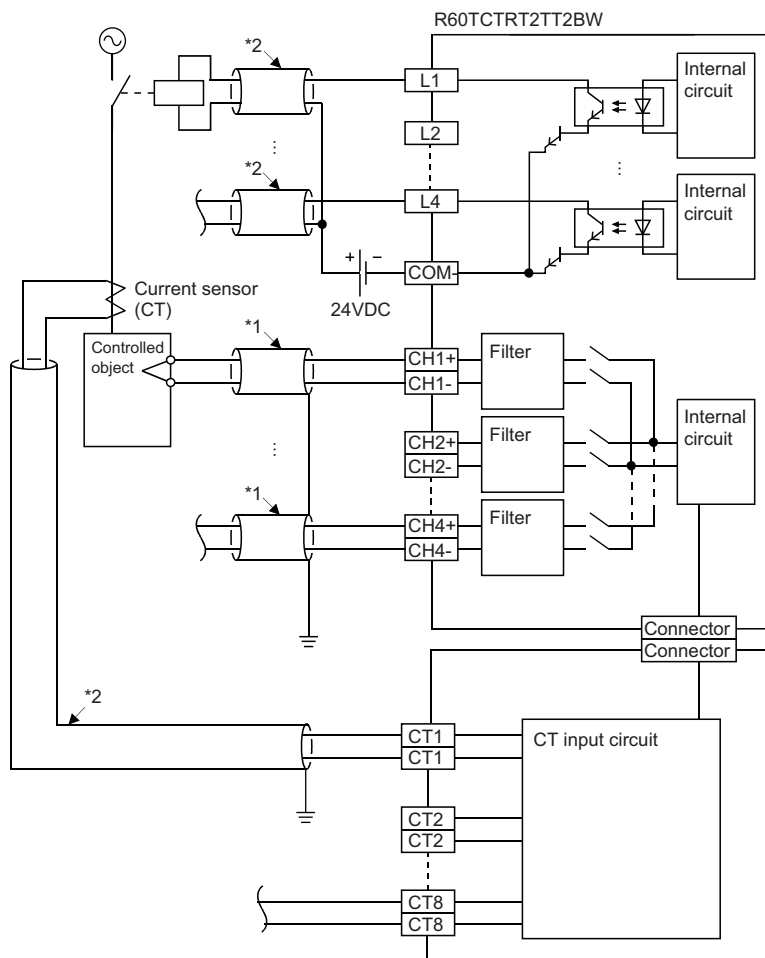 R60TCTRT2TT2BW
*2
L1
Internal
circuit
L2
*2
L4
Internal
circuit
+ −
COM-
24VDC
Current sensor
(CT)
*1
Controlled
object
CH1+
CH1-
Filter
CH2+
CH2-
Filter
Internal
circuit
*1
CH4+
CH4-
Filter
Connector
Connector
*2
CT1
CT1
CT input circuit
CT2
CT2
CT8
CT8